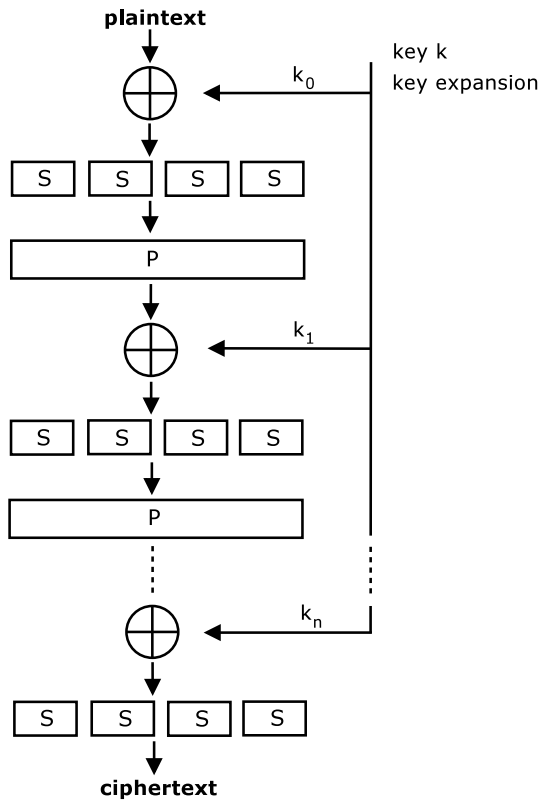 plaintext
key k
k0
key expansion
S S S S
P
k1
S S S S
P
kn
S S S S
ciphertext